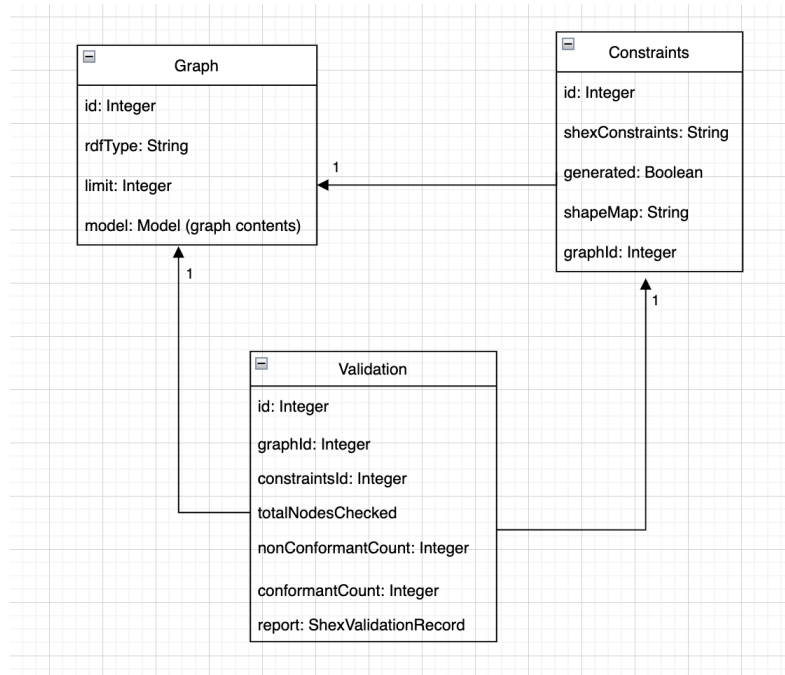 Graph
id: Integer
rdfType: String
limit: Integer
model: Model (graph contents)
1
Constraints
id: Integer
shexConstraints: String
generated: Boolean
shapeMap: String
graphId: Integer
1
1
Validation
id: Integer
graphId: Integer
constraintsId: Integer
totalNodesChecked
nonConformantCount: Integer
conformantCount: Integer
report: ShexValidationRecord